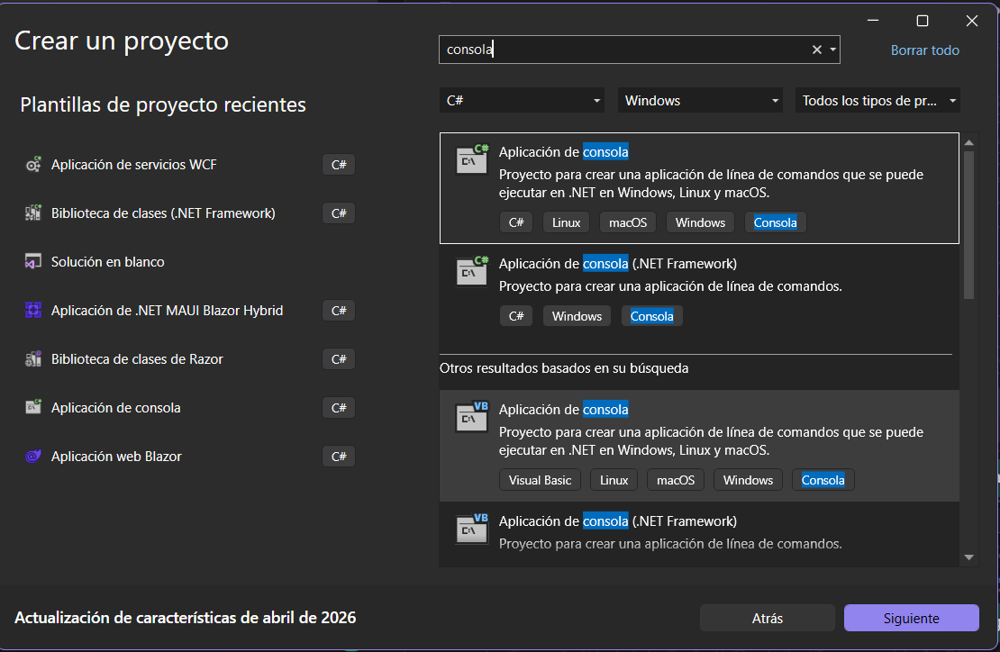 Crear un proyecto
consola
Borrar todo
Plantillas de proyecto recientes
C#
Windows
Todos los tipos de pr...
Aplicación de servicios WCF
C#
Biblioteca de clases (.NET Framework)
C#
Solución en blanco
Aplicación de .NET MAUI Blazor Hybrid
C#
Biblioteca de clases de Razor
C#
Aplicación de consola
C#
Aplicación web Blazor
C#
C#
Aplicación de consola
Proyecto para crear una aplicación de línea de comandos que se puede
ejecutar en .NET en Windows, Linux y macOS.
C# Linux macOS Windows Consola
C#
Aplicación de consola (.NET Framework)
Proyecto para crear una aplicación de línea de comandos.
C# Windows Consola
Otros resultados basados en su búsqueda
VB
Aplicación de consola
Proyecto para crear una aplicación de línea de comandos que se puede
ejecutar en .NET en Windows, Linux y macOS.
Visual Basic Linux macOS Windows Consola
VB
Aplicación de consola (.NET Framework)
Proyecto para crear una aplicación de línea de comandos.
Actualización de características de abril de 2026
Atrás
Siguiente